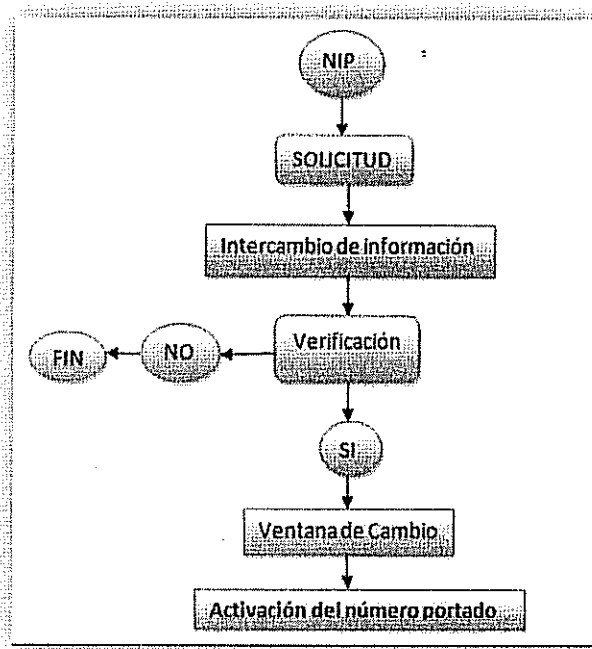 NIP
SOLICITUD
Intercambio de información
Verificación
NO
FIN
SI
Ventana de Cambio
Activación del número portado